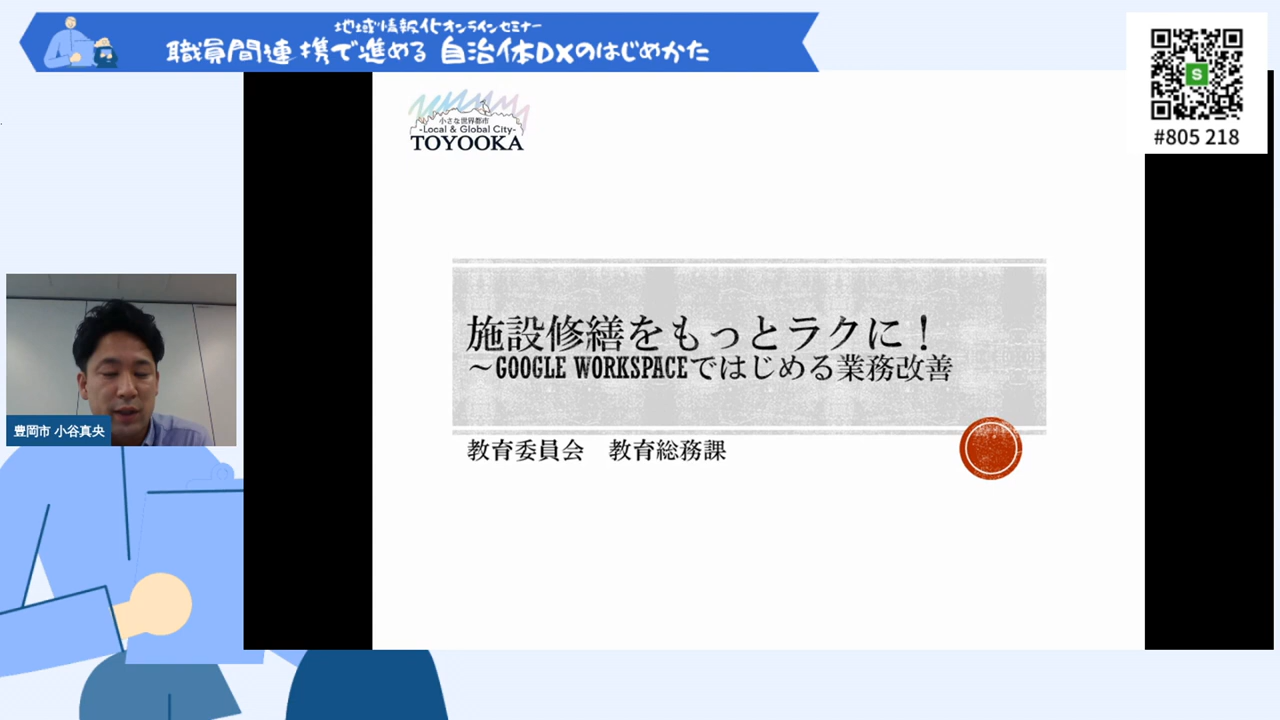 地域情報化オンラインセミナー
職員間連携で進める 自治体DXのはじめかた
#805 218
小さな世界都市
-Local & Global City-
TOYOOKA
施設修繕をもっとラクに！
～GOOGLE WORKSPACEではじめる業務改善
教育委員会　教育総務課
豊岡市 小谷真央
S